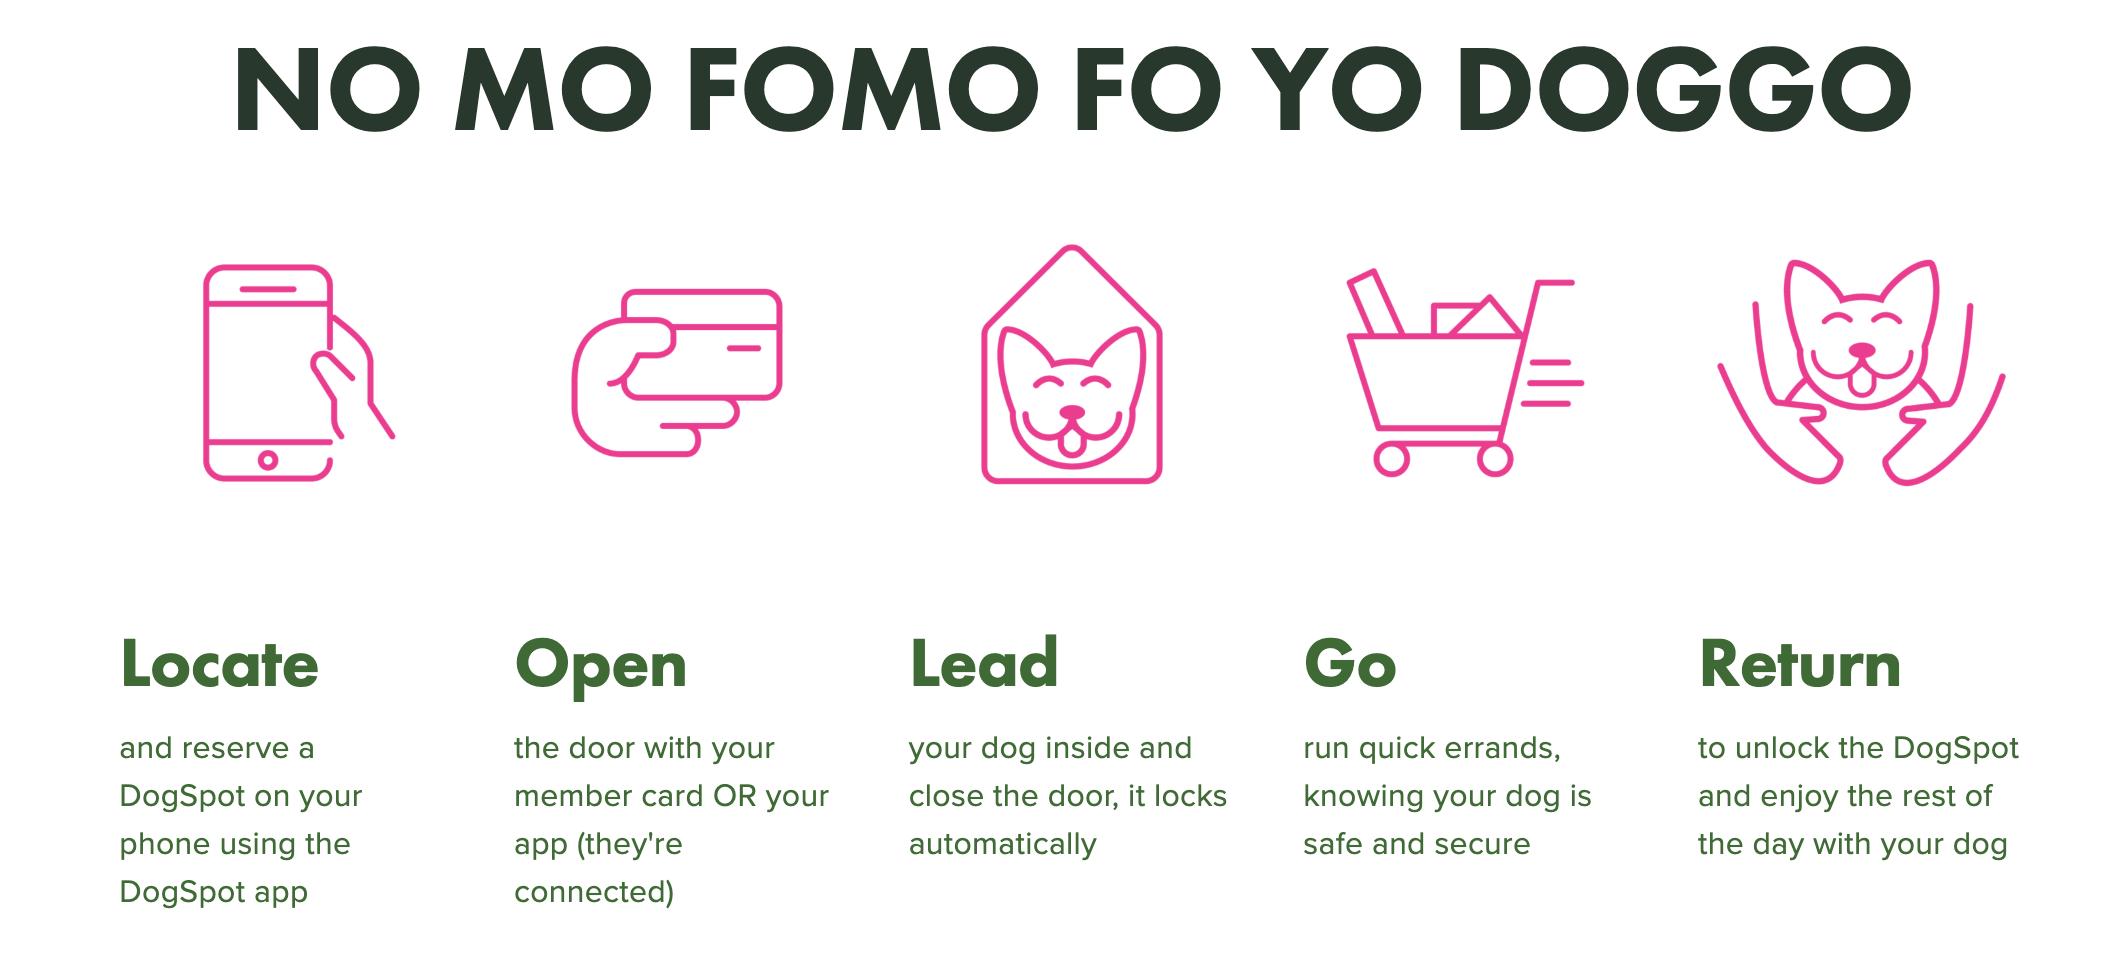 NO MO FOMO FO YO DOGGO
Locate
and reserve a
DogSpot on your
phone using the
DogSpot app
Open
the door with your
member card OR your
app (they're
connected)
Lead
your dog inside and
close the door, it locks
automatically
Go
run quick errands,
knowing your dog is
safe and secure
Return
to unlock the DogSpot
and enjoy the rest of
the day with your dog